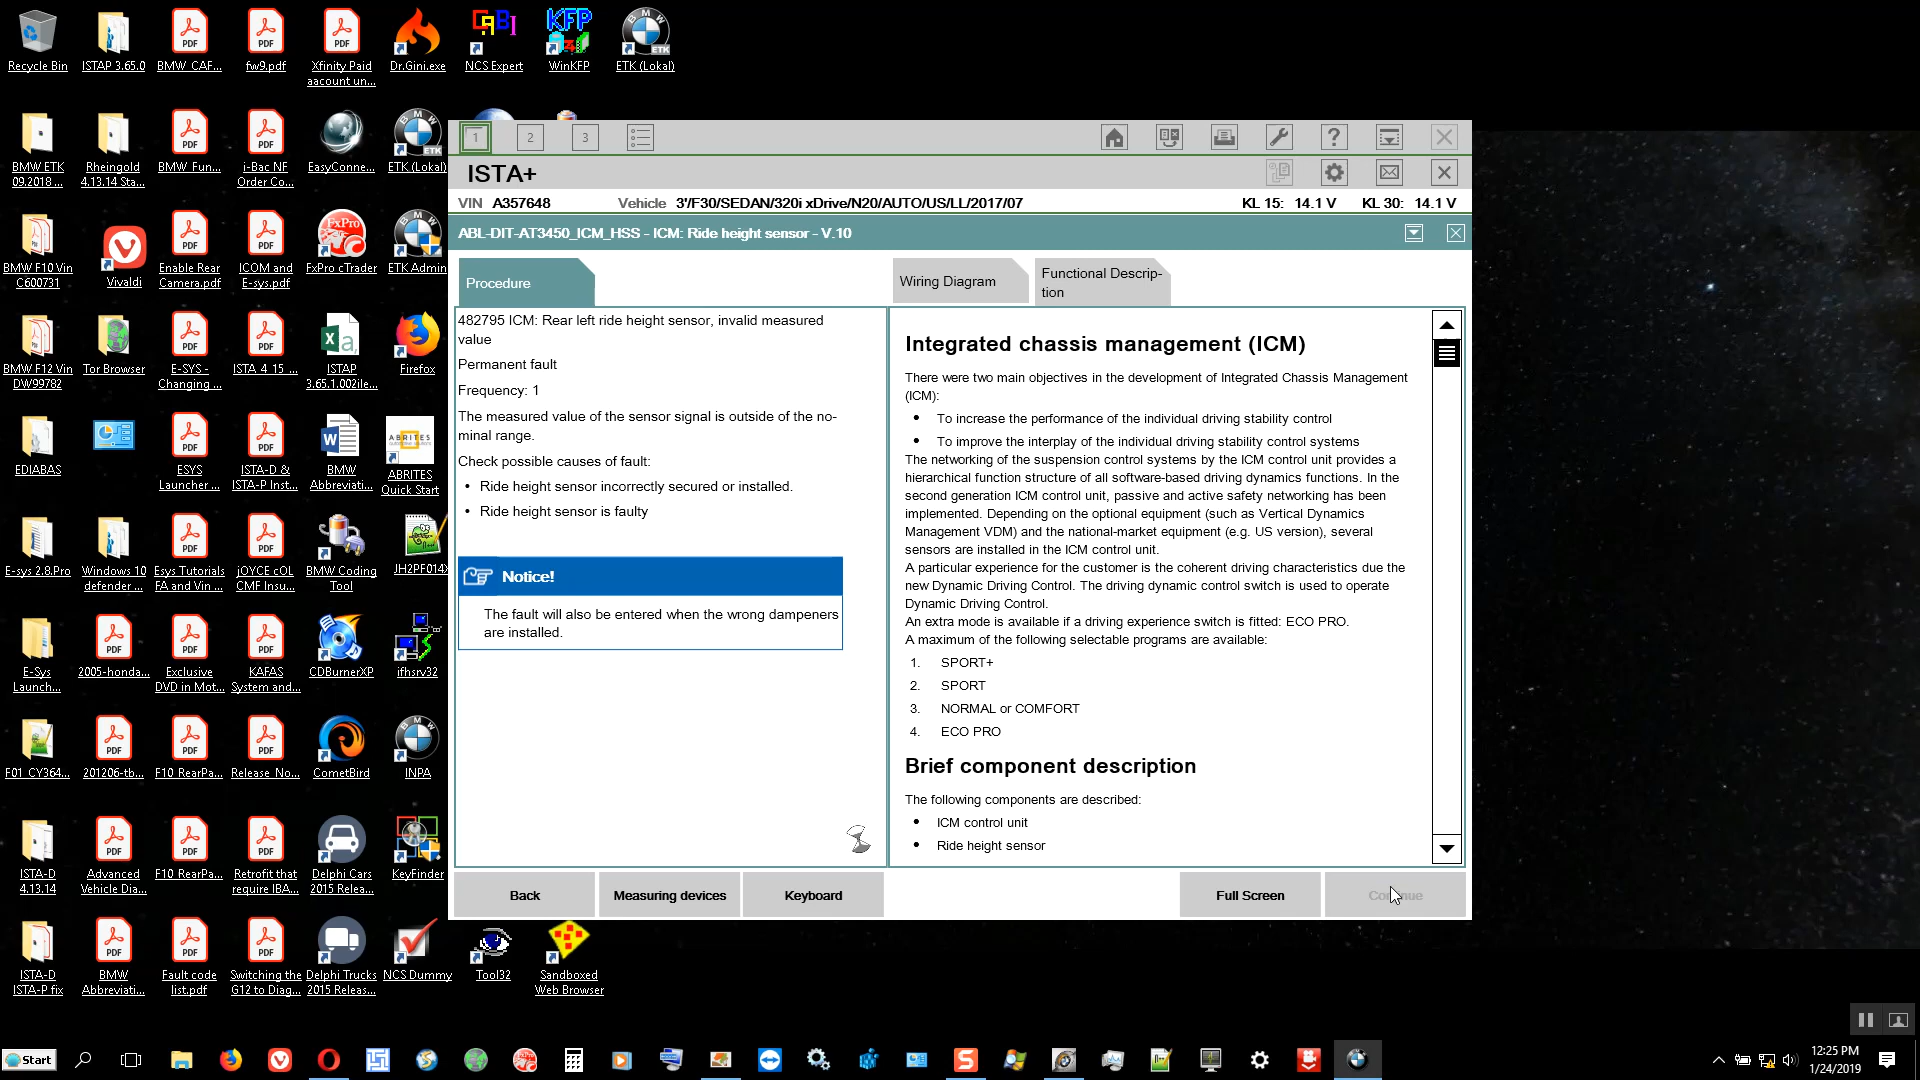 Recycle Bin
ISTAP 3.65.0
BMW_CAF...
fw9.pdf
Xfinity Paid
aacount un...
Dr.Gini.exe
NCS Expert
WinKFP
ETK (Lokal)
BMW ETK
09.2018 ...
Rheingold
4.13.14 Sta...
BMW_Fun...
i-Bac NF
Order Co...
EasyConne...
ETK (Lokal)
BMW F10 Vin
C600731
Vivaldi
Enable Rear
Camera.pdf
ICOM and
E-sys.pdf
FxPro cTrader
ETK Admin
BMW F12 Vin
DW99782
Tor Browser
E-SYS -
Changing ...
ISTA_4_15_...
ISTAP
3.65.1.002ile...
Firefox
EDIABAS
ESYS
Launcher ...
ISTA-D &
ISTA-P Inst...
BMW
Abbreviati...
ABRITES
ABRITES
Quick Start
E-sys 2.8.Pro
Windows 10
defender ...
Esys Tutorials
FA and Vin ...
jOYCE cOL
CMF Insu...
BMW Coding
Tool
JH2PF014X
E-Sys
Launch...
2005-honda...
Exclusive
DVD in Mot...
KAFAS
System and...
CDBurnerXP
ifhsrv32
F01_CY364...
201206-tb...
F10_RearPa...
Release_No...
CometBird
INPA
ISTA-D
4.13.14
Advanced
Vehicle Dia...
F10_RearPa...
Retrofit that
require IBA...
Delphi Cars
2015 Relea...
KeyFinder
ISTA-D
ISTA-P fix
BMW
Abbreviati...
Fault code
list.pdf
Switching the
G12 to Diag...
Delphi Trucks
2015 Releas...
NCS Dummy
Tool32
Sandboxed
Web Browser
1 2 3
ISTA+
VIN A357648 Vehicle 3'/F30/SEDAN/320i xDrive/N20/AUTO/US/LL/2017/07 KL 15: 14.1 V KL 30: 14.1 V
ABL-DIT-AT3450_ICM_HSS - ICM: Ride height sensor - V.10
Procedure
Wiring Diagram
Functional Descrip-
tion
482795 ICM: Rear left ride height sensor, invalid measured
value
Permanent fault
Frequency: 1
The measured value of the sensor signal is outside of the no-
minal range.
Check possible causes of fault:
• Ride height sensor incorrectly secured or installed.
• Ride height sensor is faulty
Notice!
The fault will also be entered when the wrong dampeners
are installed.
Integrated chassis management (ICM)
There were two main objectives in the development of Integrated Chassis Management
(ICM):
• To increase the performance of the individual driving stability control
• To improve the interplay of the individual driving stability control systems
The networking of the suspension control systems by the ICM control unit provides a
hierarchical function structure of all software-based driving dynamics functions. In the
second generation ICM control unit, passive and active safety networking has been
implemented. Depending on the optional equipment (such as Vertical Dynamics
Management VDM) and the national-market equipment (e.g. US version), several
sensors are installed in the ICM control unit.
A particular experience for the customer is the coherent driving characteristics due the
new Dynamic Driving Control. The driving dynamic control switch is used to operate
Dynamic Driving Control.
An extra mode is available if a driving experience switch is fitted: ECO PRO.
A maximum of the following selectable programs are available:
1. SPORT+
2. SPORT
3. NORMAL or COMFORT
4. ECO PRO
Brief component description
The following components are described:
• ICM control unit
• Ride height sensor
Back
Measuring devices
Keyboard
Full Screen
Start
12:25 PM
1/24/2019